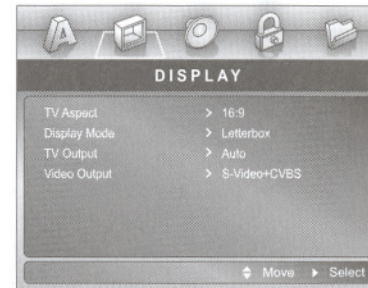 A
DISPLAY
TV Aspect > 16:9
Display Mode > Letterbox
TV Output > Auto
Video Output > S-Video+CVBS
Move Select